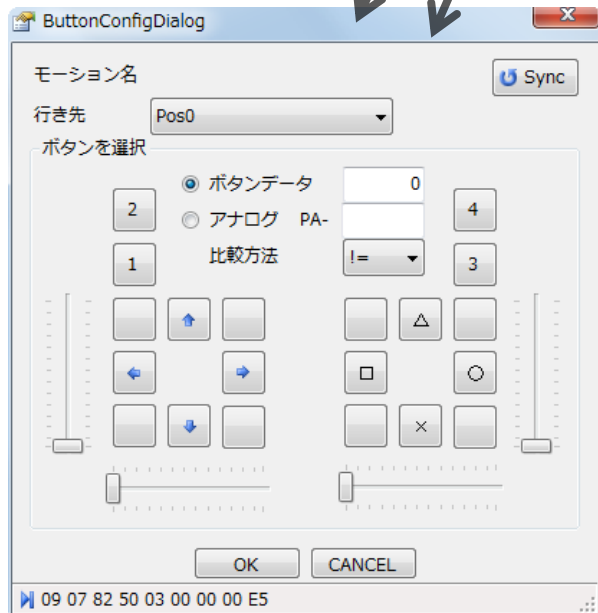 ButtonConfigDialog
モーション名
Sync
行き先 Pos0
ボタンを選択
ボタンデータ 0
2
アナログ PA-
4
1
比較方法 !=
3
OK CANCEL
09 07 82 50 03 00 00 00 E5